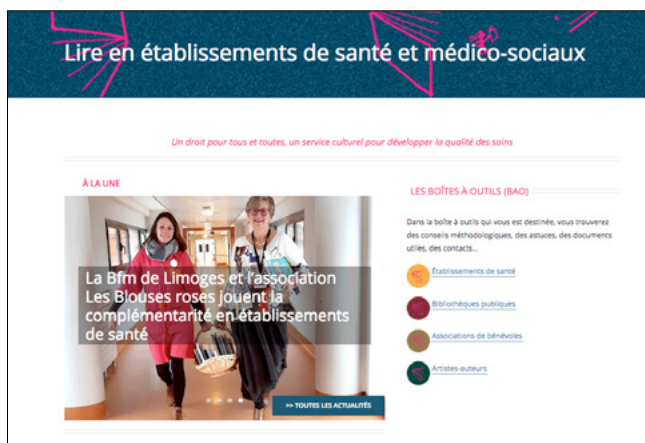 Lire en établissements de santé et médico-sociaux
Un droit pour tous et toutes, un service culturel pour développer la qualité des soins
À LA UNE
La Bfm de Limoges et l'association
Les Blouses roses jouent la
complémentarité en établissements
de santé
>> TOUTES LES ACTUALITÉS
LES BOÎTES À OUTILS (BAO)
Dans la boîte à outils qui vous est destinée, vous trouverez
des conseils méthodologiques, des astuces, des documents
utiles, des contacts...
Établissements de santé
Bibliothèques publiques
Associations de bénévoles
Artistes-auteurs